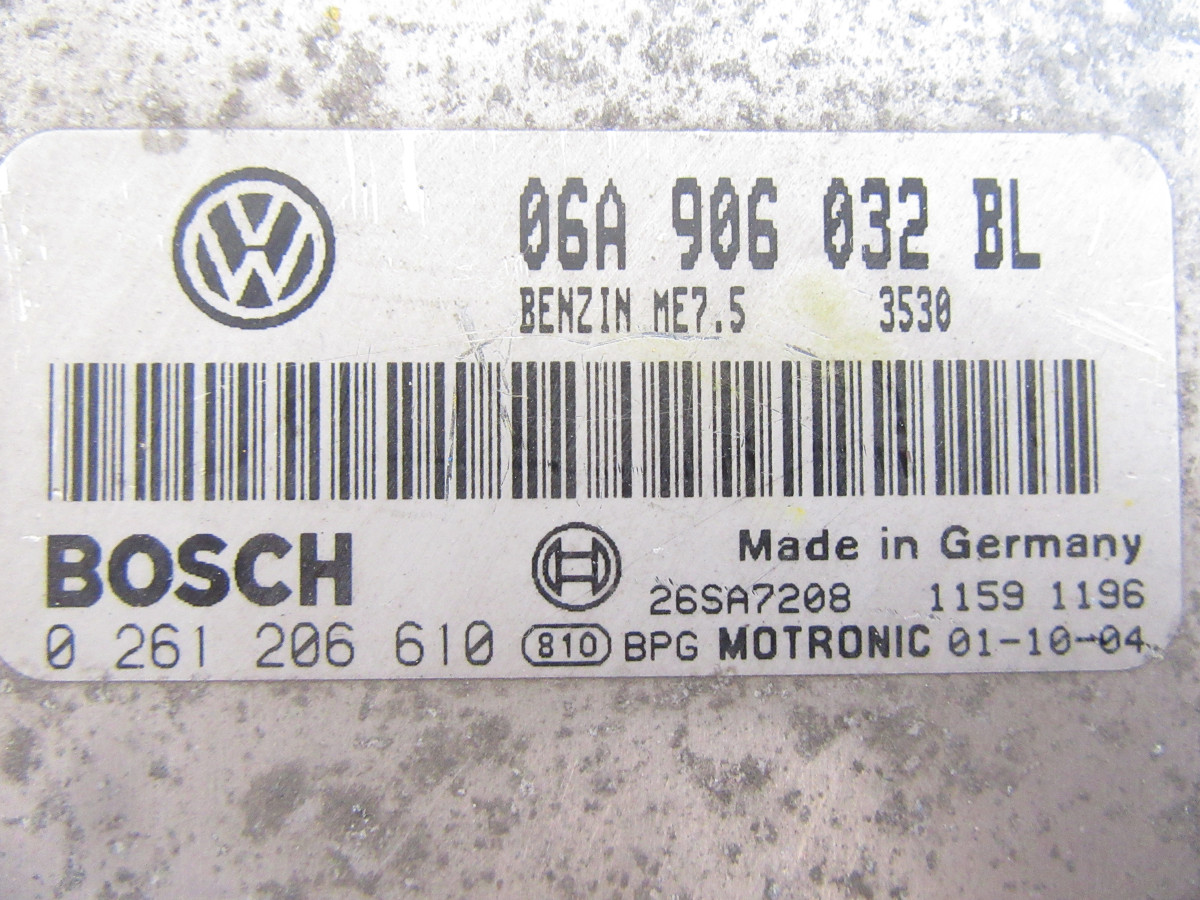 06A 906 032 BL
BENZIN ME7.5 3530
BOSCH
Made in Germany
26SA7208 1159 1196
0 261 206 610 810 BPG MOTRONIC 01-10-04